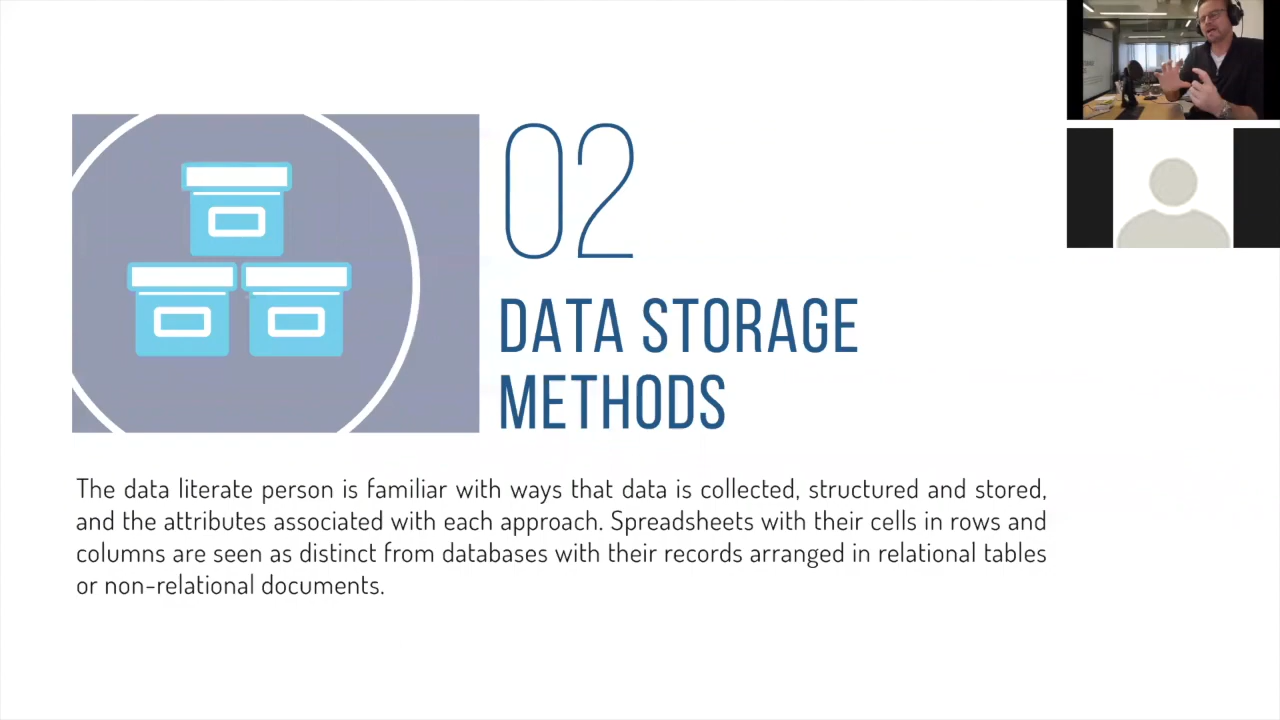 02
DATA STORAGE
METHODS
The data literate person is familiar with ways that data is collected, structured and stored,
and the attributes associated with each approach. Spreadsheets with their cells in rows and
columns are seen as distinct from databases with their records arranged in relational tables
or non-relational documents.